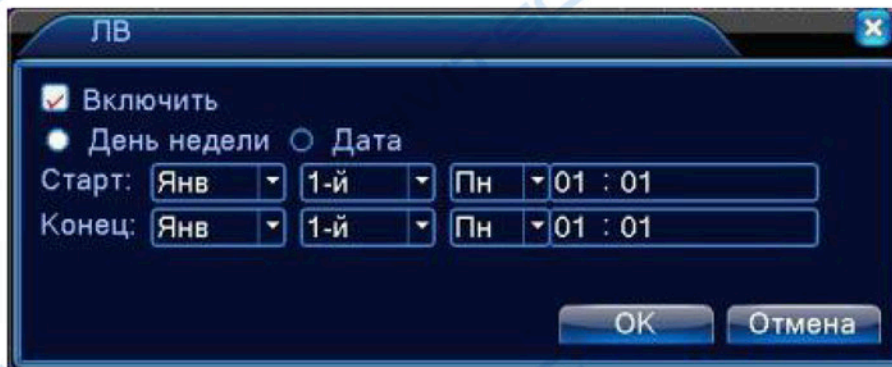 ЛВ
Включить
День недели Дата
Старт: Янв 1-й Пн 01 : 01
Конец: Янв 1-й Пн 01 : 01
OK Отмена